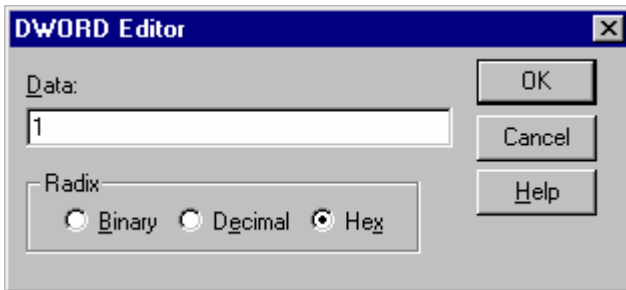 DWORD Editor
Data:
1
Radix
Binary Decimal Hex
OK
Cancel
Help